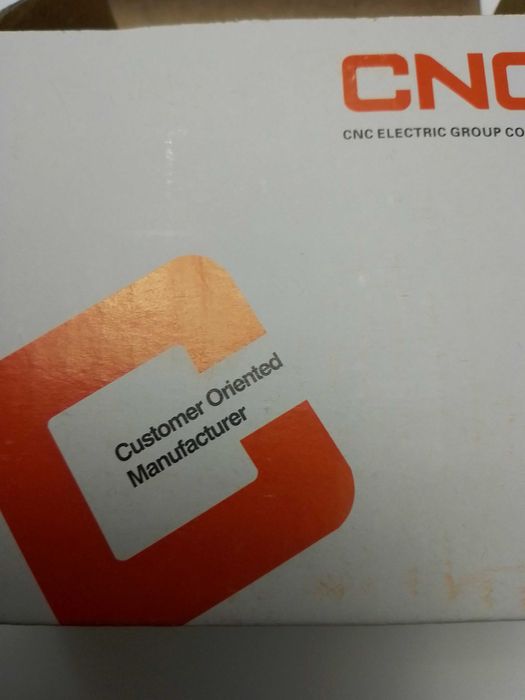 CNC
CNC ELECTRIC GROUP CO
Customer Oriented
Manufacturer